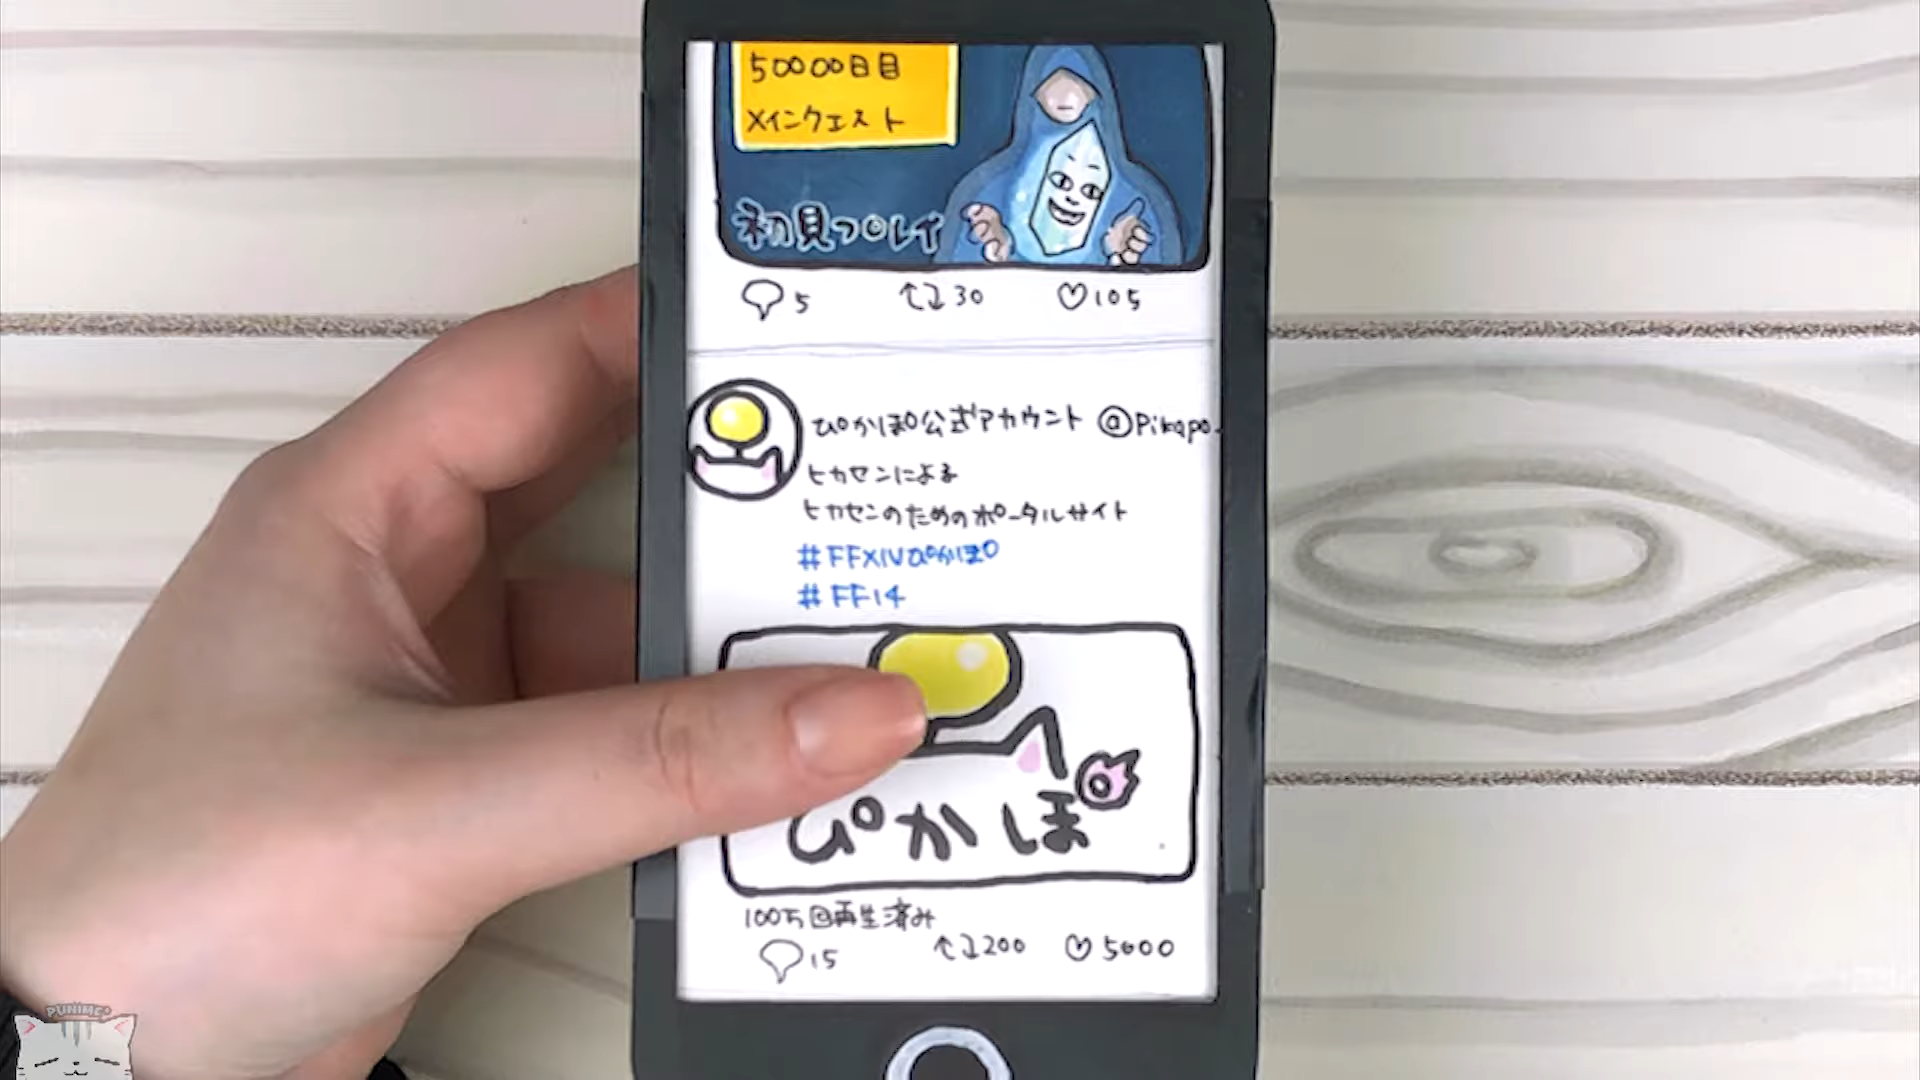 50000日目
メインクエスト
初見プレイ
5 30 105
ぴかぽ公式アカウント @Pikapo.
ヒカセンによる
ヒカセンのためのポータルサイト
#FFXIVぴかぽ
#FF14
ぴかぽ
100万回再生済み
15 200 5000
PUNIME